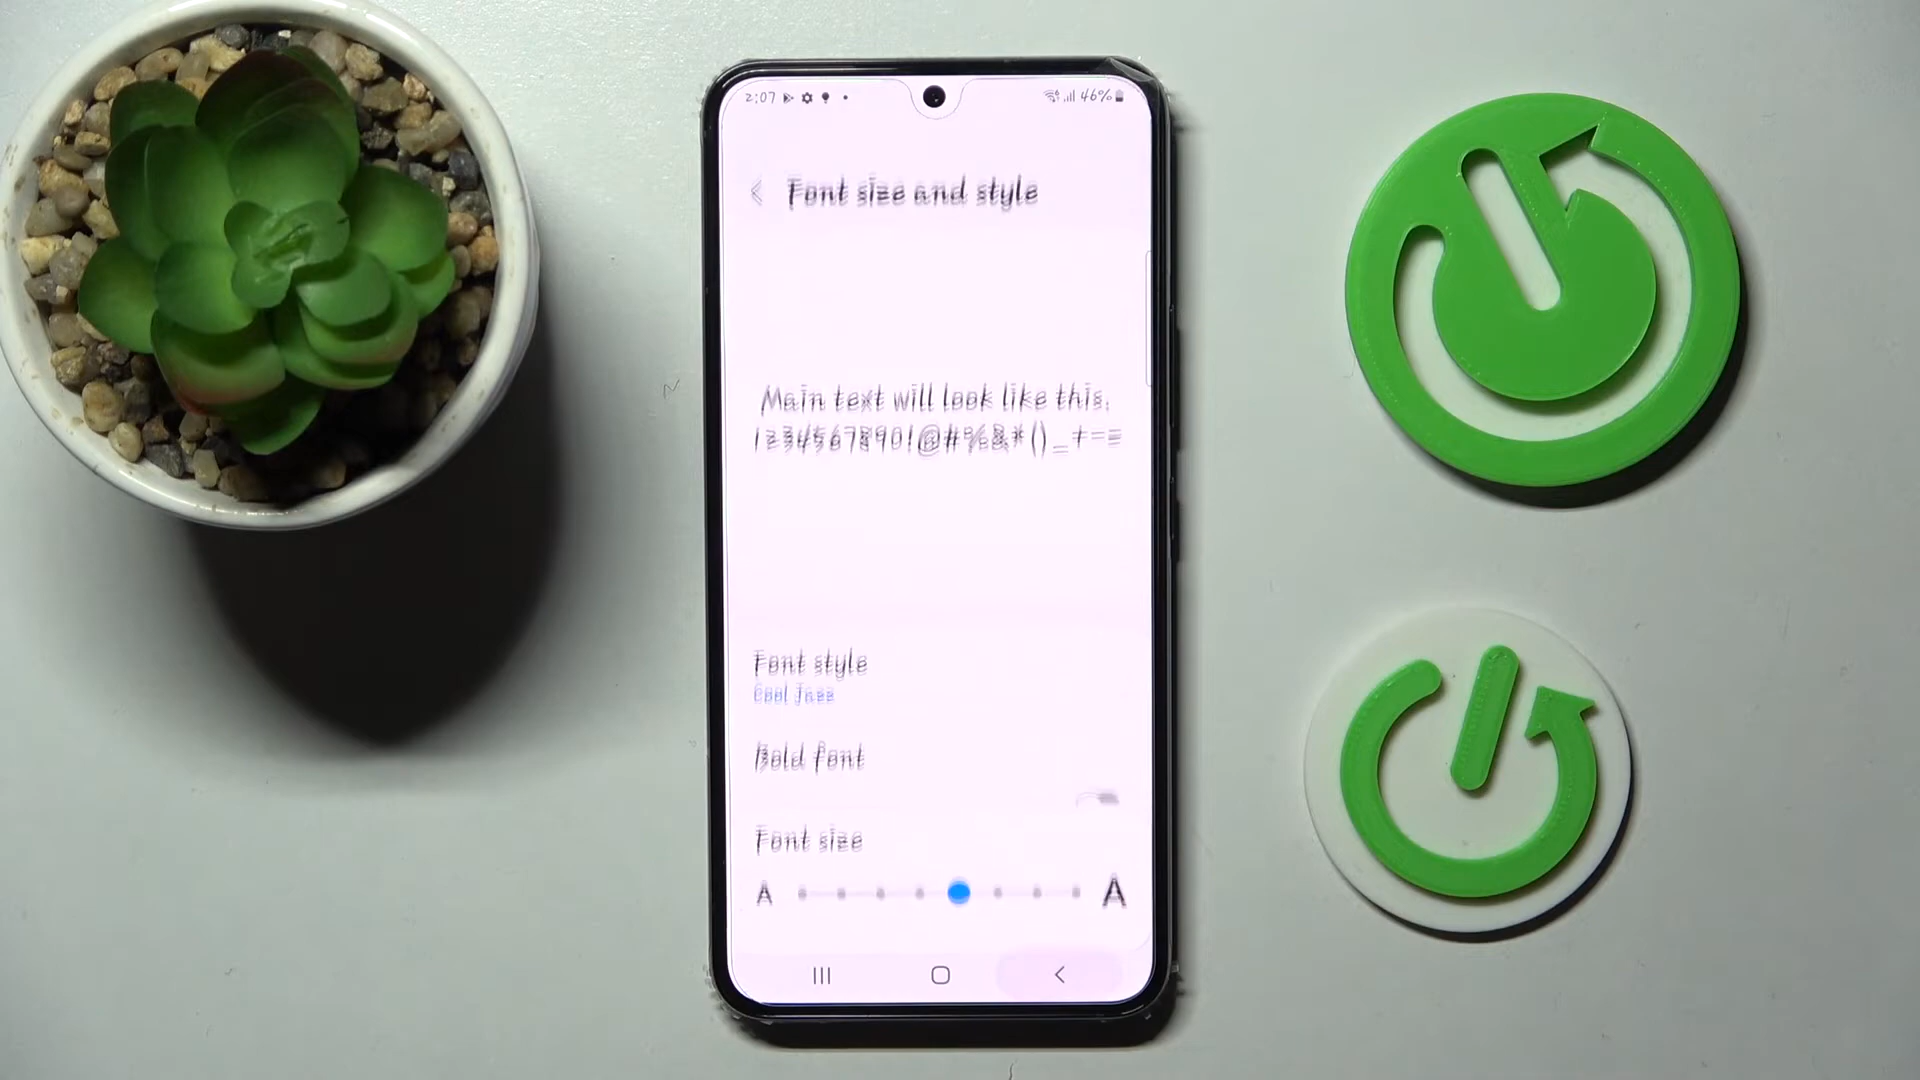 2:07 46%
Font size and style
Main text will look like this.
1234567890!@#%&*()_+-=
Font style
Cool Jazz
Bold font
Font size
A A